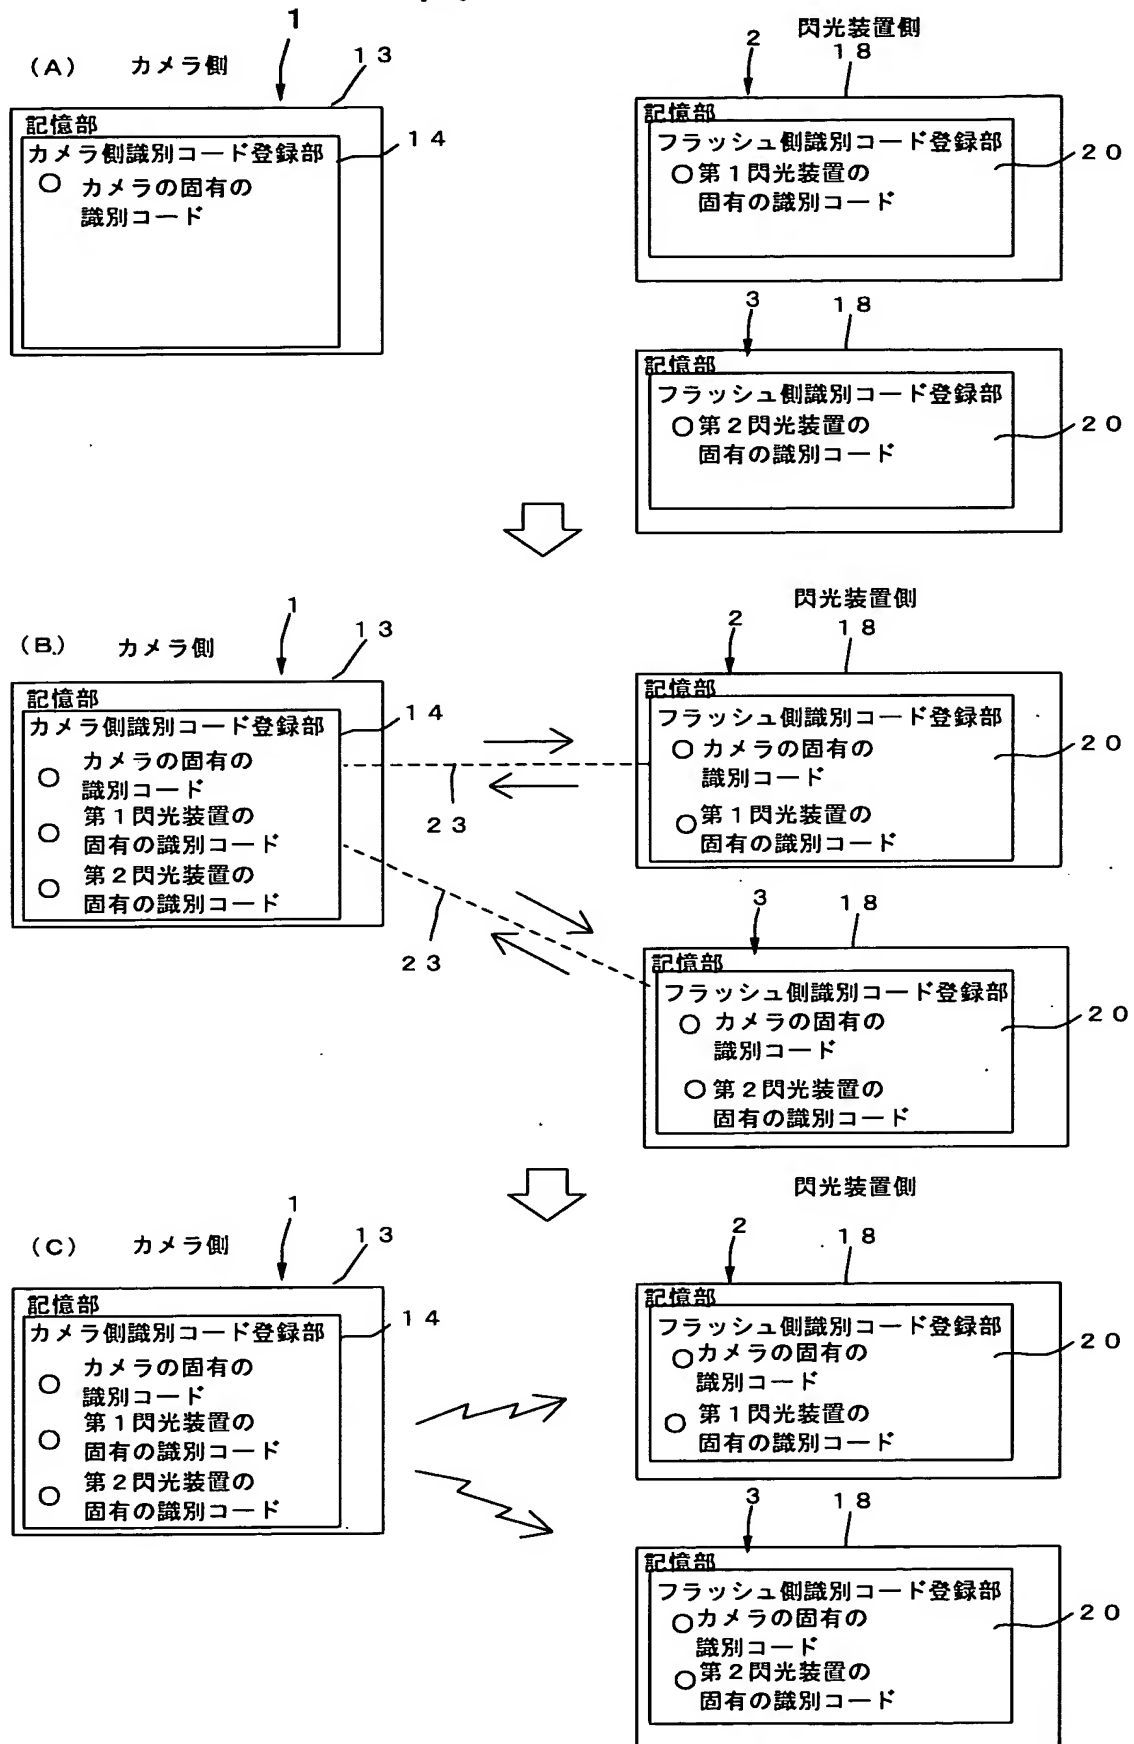 1
閃光装置側
(A) カメラ側
13
2
18
記憶部
カメラ側識別コード登録部
14
○ カメラの固有の
識別コード
記憶部
フラッシュ側識別コード登録部
20
○第1閃光装置の
固有の識別コード
3
18
記憶部
フラッシュ側識別コード登録部
20
○第2閃光装置の
固有の識別コード
閃光装置側
(B.) カメラ側
1
13
2
18
記憶部
カメラ側識別コード登録部
14
○ カメラの固有の
識別コード
○ 第1閃光装置の
固有の識別コード
○ 第2閃光装置の
固有の識別コード
23
23
記憶部
フラッシュ側識別コード登録部
20
○カメラの固有の
識別コード
○第1閃光装置の
固有の識別コード
3
18
記憶部
フラッシュ側識別コード登録部
20
○ カメラの固有の
識別コード
○第2閃光装置の
固有の識別コード
閃光装置側
(C) カメラ側
1
13
2
18
記憶部
カメラ側識別コード登録部
14
○ カメラの固有の
識別コード
○ 第1閃光装置の
固有の識別コード
○ 第2閃光装置の
固有の識別コード
記憶部
フラッシュ側識別コード登録部
20
○カメラの固有の
識別コード
○ 第1閃光装置の
固有の識別コード
3
18
記憶部
フラッシュ側識別コード登録部
20
○カメラの固有の
識別コード
○第2閃光装置の
固有の識別コード